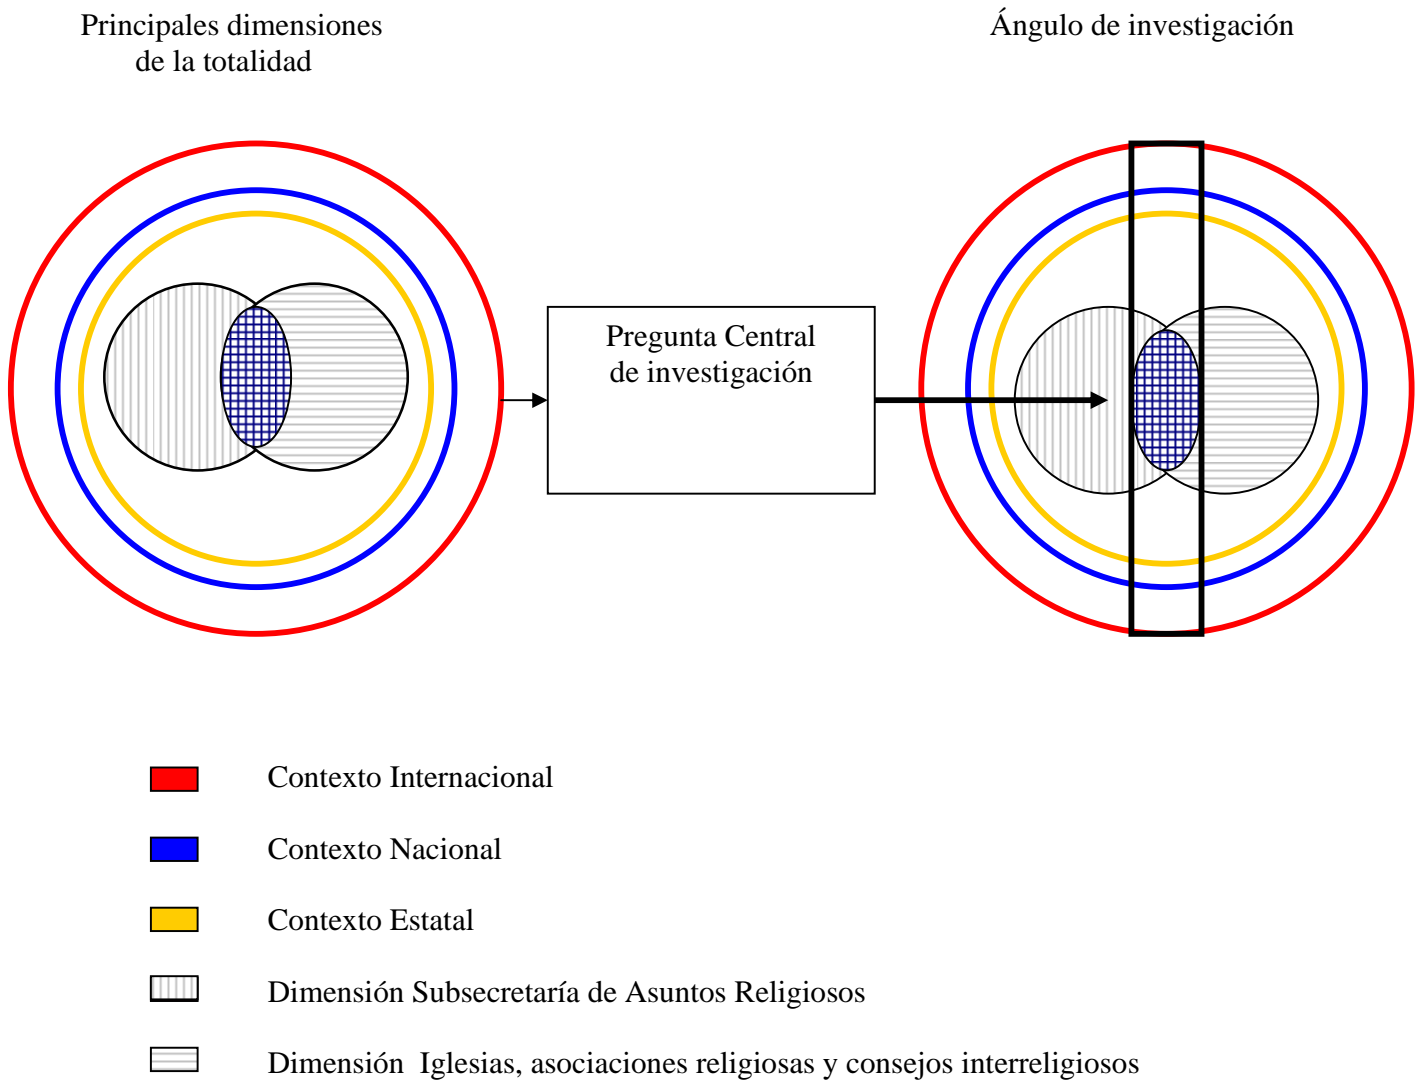 Principales dimensiones
de la totalidad
Ángulo de investigación
Pregunta Central
de investigación
Contexto Internacional
Contexto Nacional
Contexto Estatal
Dimensión Subsecretaría de Asuntos Religiosos
Dimensión  Iglesias, asociaciones religiosas y consejos interreligiosos